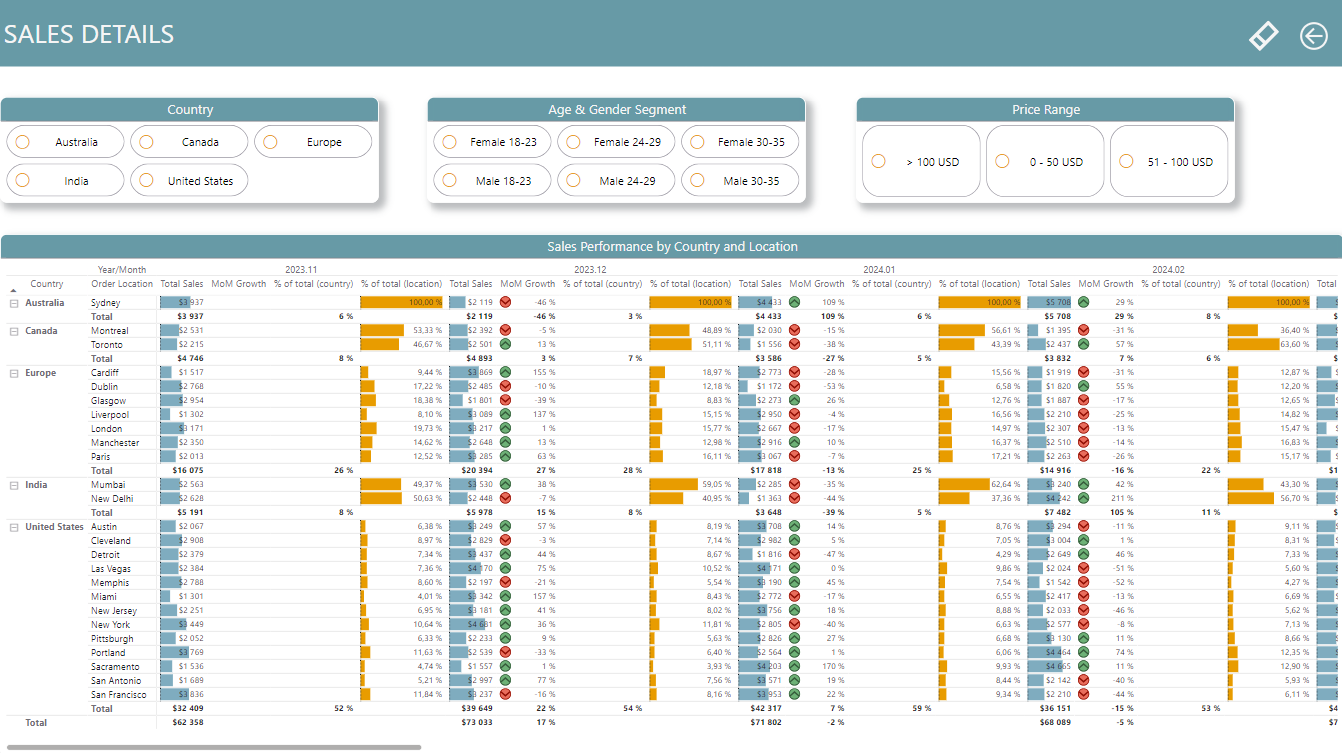 SALES DETAILS
Country Age & Gender Segment Price Range
Australia Canada Europe Female 18-23 Female 24-29 Female 30-35 > 100 USD 0 - 50 USD 51 - 100 USD
India United States Male 18-23 Male 24-29 Male 30-35
Sales Performance by Country and Location
Year/Month 2023.11 2023.12 2024.01 2024.02
Country Order Location Total Sales MoM Growth % of total (country) % of total (location) Total Sales MoM Growth % of total (country) % of total (location) Total Sales MoM Growth % of total (country) % of total (location) Total Sales MoM Growth % of total (country) % of total (location) Total S
Australia Sydney $3 937 100,00 % $2 119 -46 % 100,00 % $4 433 109 % 100,00 % $5 708 29 % 100,00 %
Total $3 937 6 % $2 119 -46 % 3 % $4 433 109 % 6 % $5 708 29 % 8 % $
Canada Montreal $2 531 53,33 % $2 392 -5 % 48,89 % $2 030 -15 % 56,61 % $1 395 -31 % 36,40 %
Toronto $2 215 46,67 % $2 501 13 % 51,11 % $1 556 -38 % 43,39 % $2 437 57 % 63,60 %
Total $4 746 8 % $4 893 3 % 7 % $3 586 -27 % 5 % $3 832 7 % 6 % $
Europe Cardiff $1 517 9,44 % $3 869 155 % 18,97 % $2 773 -28 % 15,56 % $1 919 -31 % 12,87 %
Dublin $2 768 17,22 % $2 485 -10 % 12,18 % $1 172 -53 % 6,58 % $1 820 55 % 12,20 %
Glasgow $2 954 18,38 % $1 801 -39 % 8,83 % $2 273 26 % 12,76 % $1 887 -17 % 12,65 %
Liverpool $1 302 8,10 % $3 089 137 % 15,15 % $2 950 -4 % 16,56 % $2 210 -25 % 14,82 %
London $3 171 19,73 % $3 217 1 % 15,77 % $2 667 -17 % 14,97 % $2 307 -13 % 15,47 %
Manchester $2 350 14,62 % $2 648 13 % 12,98 % $2 916 10 % 16,37 % $2 510 -14 % 16,83 %
Paris $2 013 12,52 % $3 285 63 % 16,11 % $3 067 -7 % 17,21 % $2 263 -26 % 15,17 %
Total $16 075 26 % $20 394 27 % 28 % $17 818 -13 % 25 % $14 916 -16 % 22 % $1
India Mumbai $2 563 49,37 % $3 530 38 % 59,05 % $2 285 -35 % 62,64 % $3 240 42 % 43,30 %
New Delhi $2 628 50,63 % $2 448 -7 % 40,95 % $1 363 -44 % 37,36 % $4 242 211 % 56,70 %
Total $5 191 8 % $5 978 15 % 8 % $3 648 -39 % 5 % $7 482 105 % 11 % $
United States Austin $2 067 6,38 % $3 249 57 % 8,19 % $3 708 14 % 8,76 % $3 294 -11 % 9,11 %
Cleveland $2 908 8,97 % $2 829 -3 % 7,14 % $2 982 5 % 7,05 % $3 004 1 % 8,31 %
Detroit $2 379 7,34 % $3 437 44 % 8,67 % $1 816 -47 % 4,29 % $2 649 46 % 7,33 %
Las Vegas $2 384 7,36 % $4 170 75 % 10,52 % $4 171 0 % 9,86 % $2 024 -51 % 5,60 %
Memphis $2 788 8,60 % $2 197 -21 % 5,54 % $3 190 45 % 7,54 % $1 542 -52 % 4,27 %
Miami $1 301 4,01 % $3 342 157 % 8,43 % $2 772 -17 % 6,55 % $2 417 -13 % 6,69 %
New Jersey $2 251 6,95 % $3 181 41 % 8,02 % $3 756 18 % 8,88 % $2 033 -46 % 5,62 %
New York $3 449 10,64 % $4 681 36 % 11,81 % $2 805 -40 % 6,63 % $2 577 -8 % 7,13 %
Pittsburgh $2 052 6,33 % $2 233 9 % 5,63 % $2 826 27 % 6,68 % $3 130 11 % 8,66 %
Portland $3 769 11,63 % $2 539 -33 % 6,40 % $2 564 1 % 6,06 % $4 464 74 % 12,35 %
Sacramento $1 536 4,74 % $1 557 1 % 3,93 % $4 203 170 % 9,93 % $4 665 11 % 12,90 %
San Antonio $1 689 5,21 % $2 997 77 % 7,56 % $3 571 19 % 8,44 % $2 142 -40 % 5,93 %
San Francisco $3 836 11,84 % $3 237 -16 % 8,16 % $3 953 22 % 9,34 % $2 210 -44 % 6,11 %
Total $32 409 52 % $39 649 22 % 54 % $42 317 7 % 59 % $36 151 -15 % 53 % $4
Total $62 358 $73 033 17 % $71 802 -2 % $68 089 -5 % $7